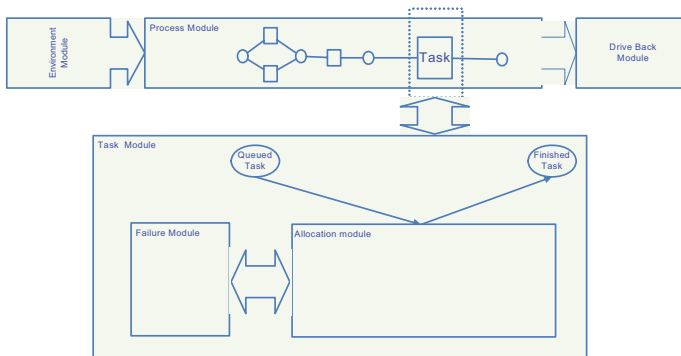 Environment
Module
Process Module
Task
Drive Back
Module
Task Module
Queued
Task
Finished
Task
Failure Module
Allocation module